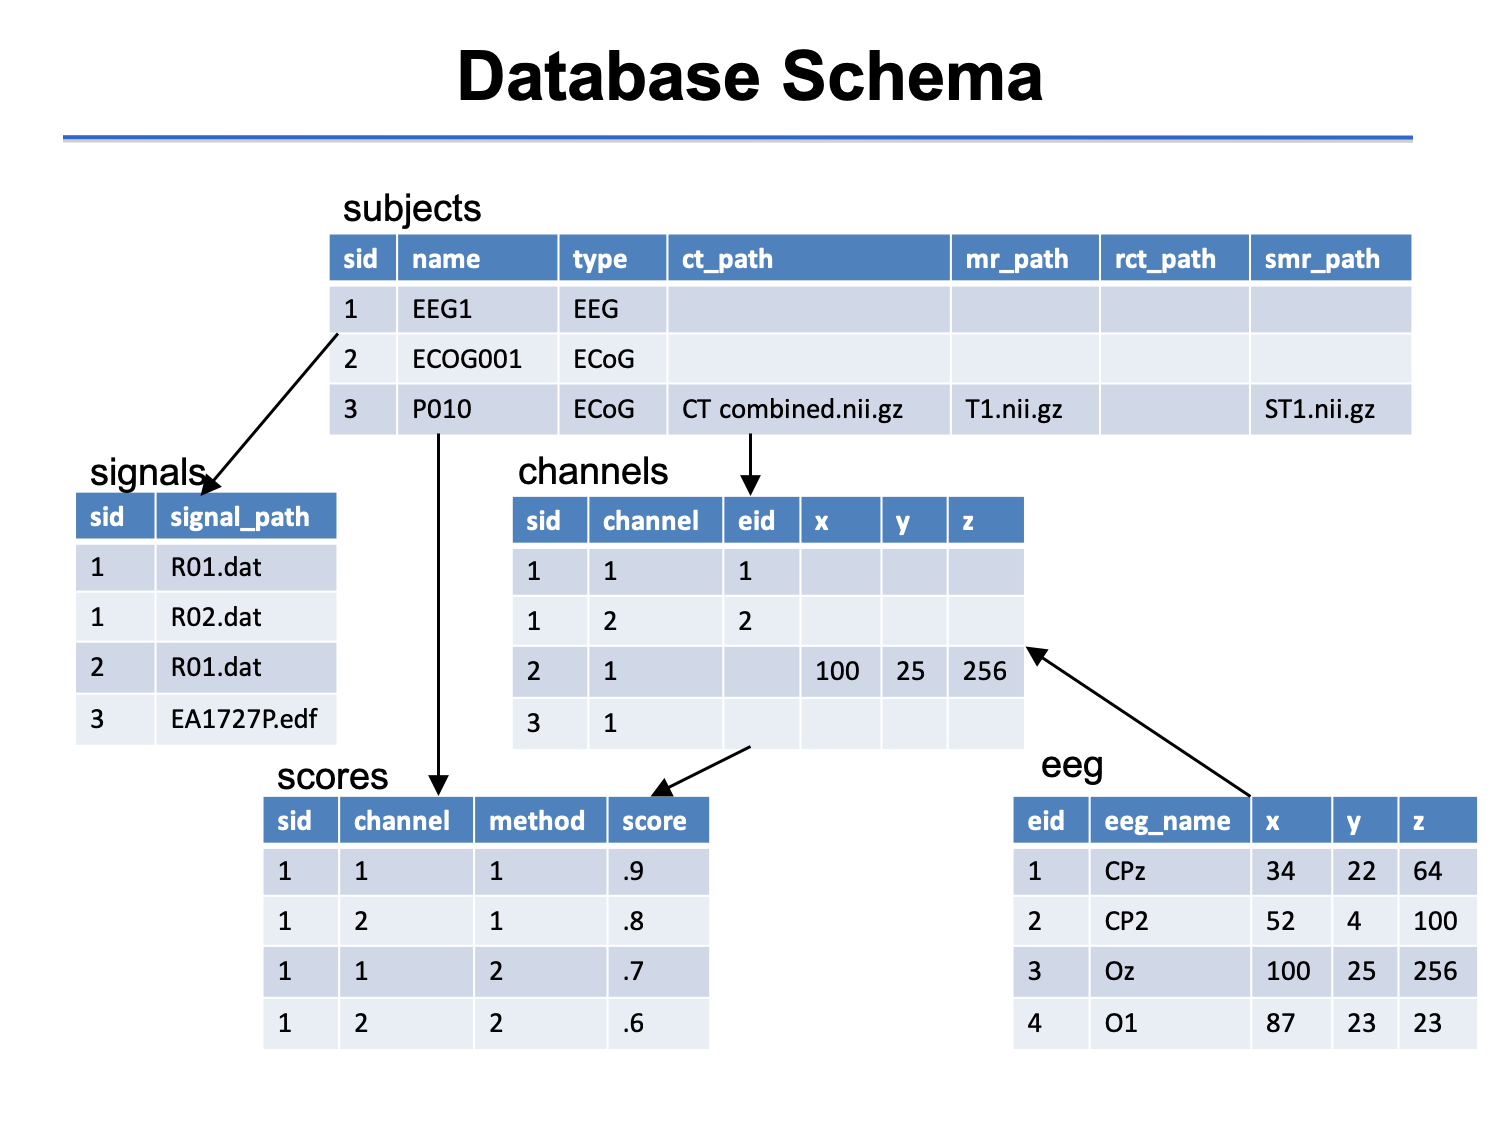 Database Schema
subjects
sid name type ct_path mr_path rct_path smr_path
1 EEG1 EEG
2 ECOG001 ECoG
3 P010 ECoG CT combined.nii.gz T1.nii.gz ST1.nii.gz
signals
sid signal_path
1 R01.dat
1 R02.dat
2 R01.dat
3 EA1727P.edf
channels
sid channel eid x y z
1 1 1
1 2 2
2 1 100 25 256
3 1
scores
sid channel method score
1 1 1 .9
1 2 1 .8
1 1 2 .7
1 2 2 .6
eeg
eid eeg_name x y z
1 CPz 34 22 64
2 CP2 52 4 100
3 Oz 100 25 256
4 O1 87 23 23